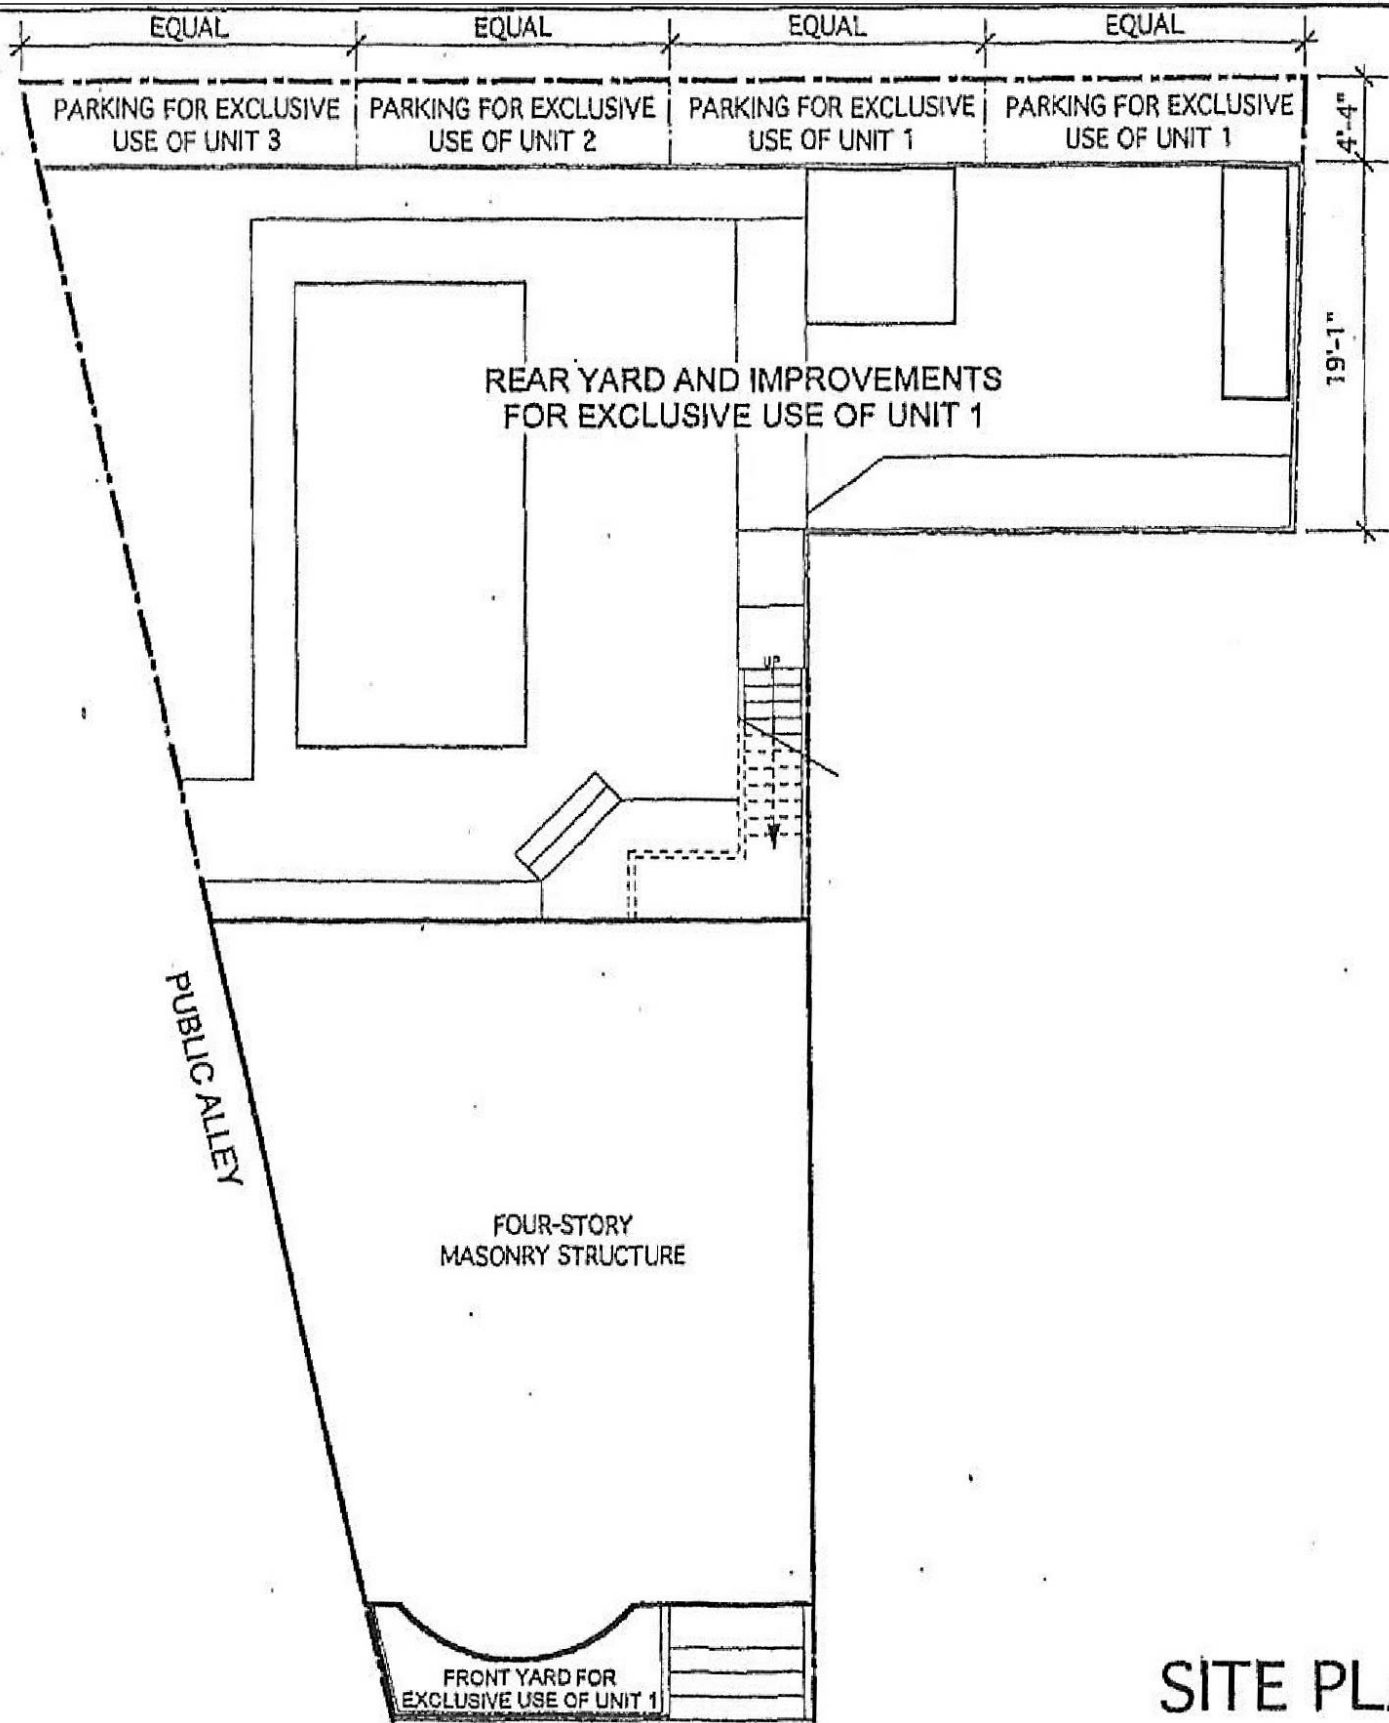 EQUAL
EQUAL
EQUAL
EQUAL
PARKING FOR EXCLUSIVE
USE OF UNIT 3
PARKING FOR EXCLUSIVE
USE OF UNIT 2
PARKING FOR EXCLUSIVE
USE OF UNIT 1
PARKING FOR EXCLUSIVE
USE OF UNIT 1
4'-4"
19'-1"
REAR YARD AND IMPROVEMENTS
FOR EXCLUSIVE USE OF UNIT 1
UP
PUBLIC ALLEY
FOUR-STORY
MASONRY STRUCTURE
FRONT YARD FOR
EXCLUSIVE USE OF UNIT 1
SITE PL